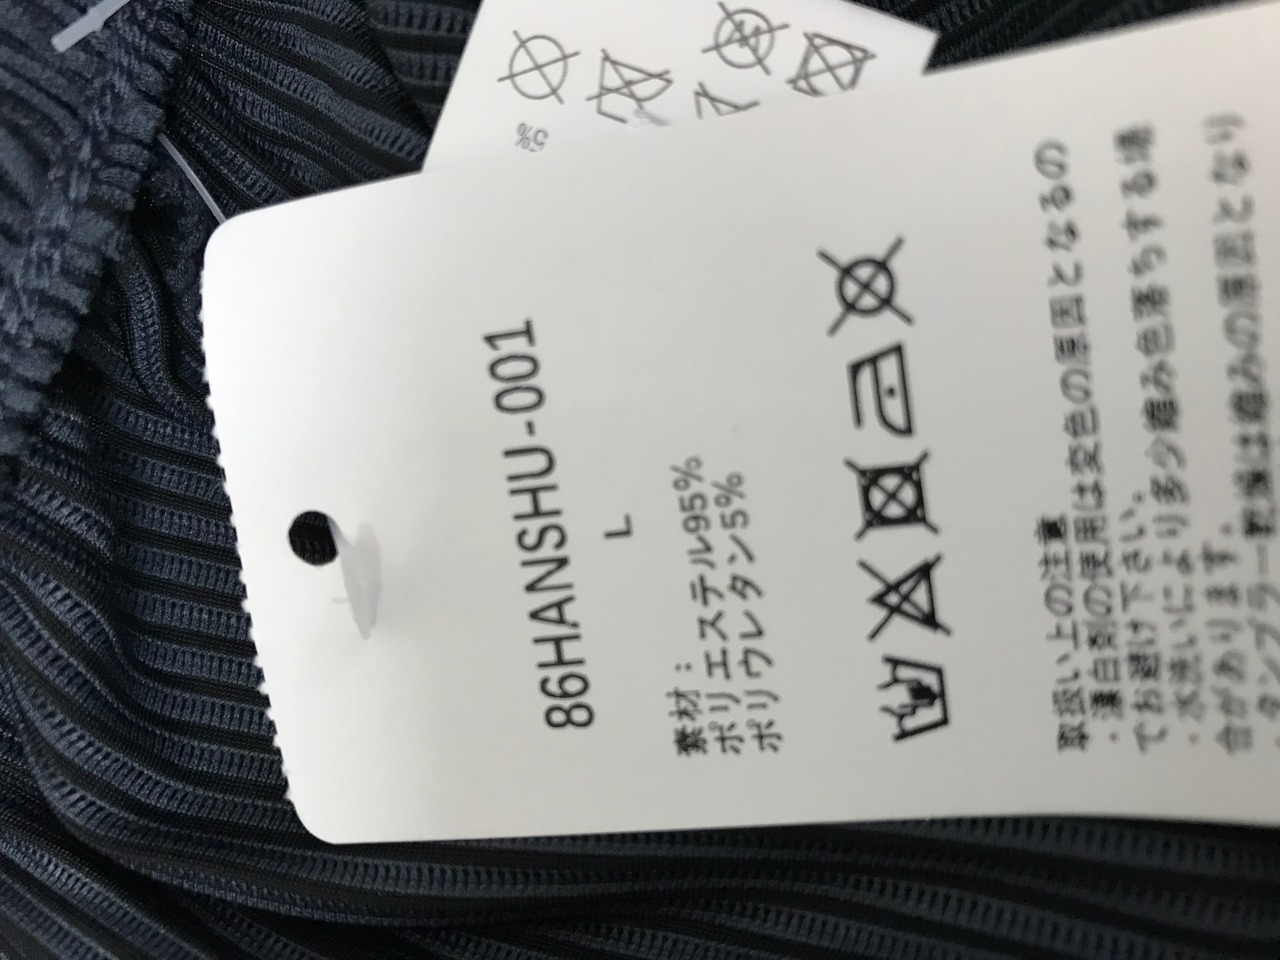 86HANSHU-001
L
素材：
ポリエステル95%
ポリウレタン5%
取扱い上の注意
・漂白剤の使用は変色の原因となるの
でお避け下さい。
・水洗いにより多少縮み色落ちする場
合があります。
・タンブラー乾燥は縮みの原因となり
5%